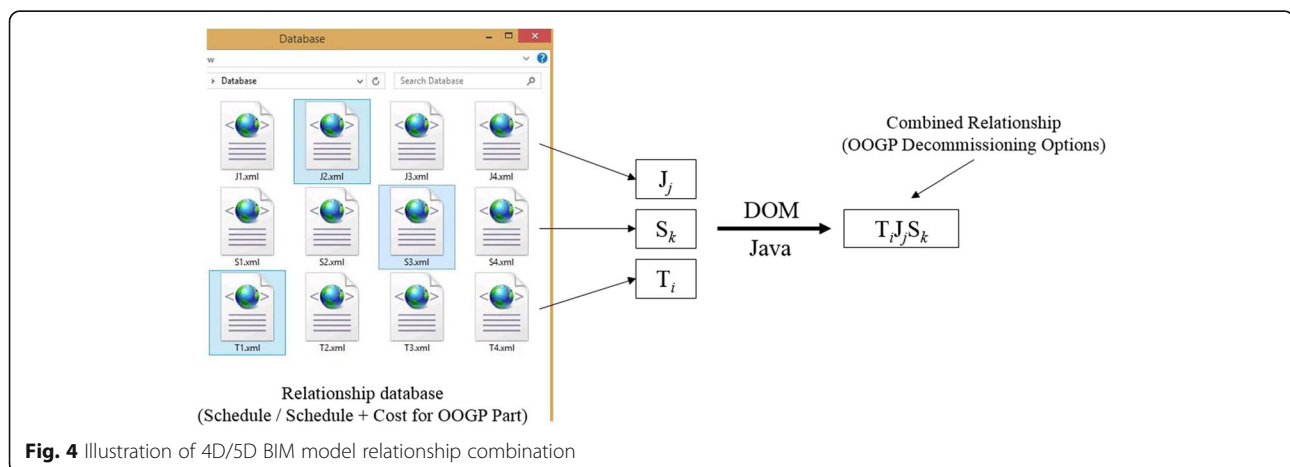 Database
w
Database
Search Database
J1.xml
J2.xml
J3.xml
J4.xml
S1.xml
S2.xml
S3.xml
S4.xml
T1.xml
T2.xml
T3.xml
T4.xml
Relationship database
(Schedule / Schedule + Cost for OOGP Part)
Jj
Sk
Ti
DOM
Java
Combined Relationship
(OOGP Decommissioning Options)
TiJjSk
Fig. 4 Illustration of 4D/5D BIM model relationship combination